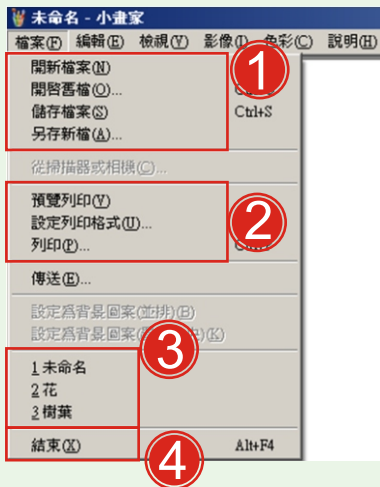 未命名 - 小畫家
檔案(F) 編輯(E) 檢視(V) 影像(I) 色彩(C) 說明(H)
開新檔案(N)
1
開啓舊檔(O)...
儲存檔案(S) Ctrl+S
另存新檔(A)...
從掃描器或相機(C)...
預覽列印(V)
設定列印格式(U)...
2
列印(P)...
傳送(E)...
設定爲背景圖案(並排)(B)
設定爲背景圖案 (K)
3
1 未命名
2 花
3 樹葉
結束(X) Alt+F4
4